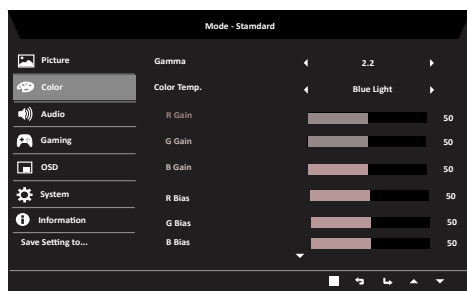 Mode - Stamdard
Picture
Gamma
2.2
Color
Color Temp.
Blue Light
Audio
R Gain
50
Gaming
G Gain
50
OSD
B Gain
50
System
R Bias
50
Information
G Bias
50
Save Setting to...
B Bias
50